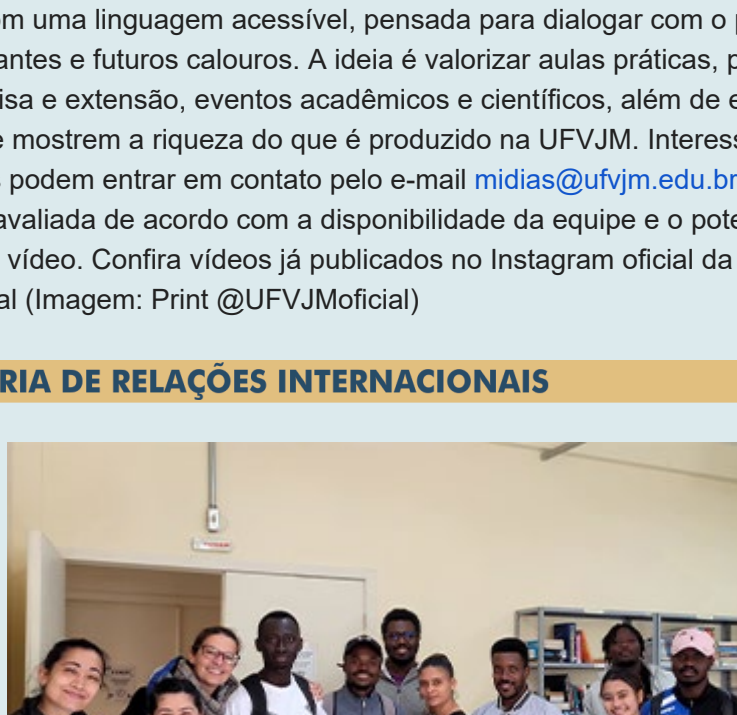 om uma linguagem acessível, pensada para dialogar com o p
antes e futuros calouros. A ideia é valorizar aulas práticas, p
isa e extensão, eventos acadêmicos e científicos, além de e
e mostrem a riqueza do que é produzido na UFVJM. Interess
s podem entrar em contato pelo e-mail midias@ufvjm.edu.br
avaliada de acordo com a disponibilidade da equipe e o pote
vídeo. Confira vídeos já publicados no Instagram oficial da
al (Imagem: Print @UFVJMoficial)
RIA DE RELAÇÕES INTERNACIONAIS